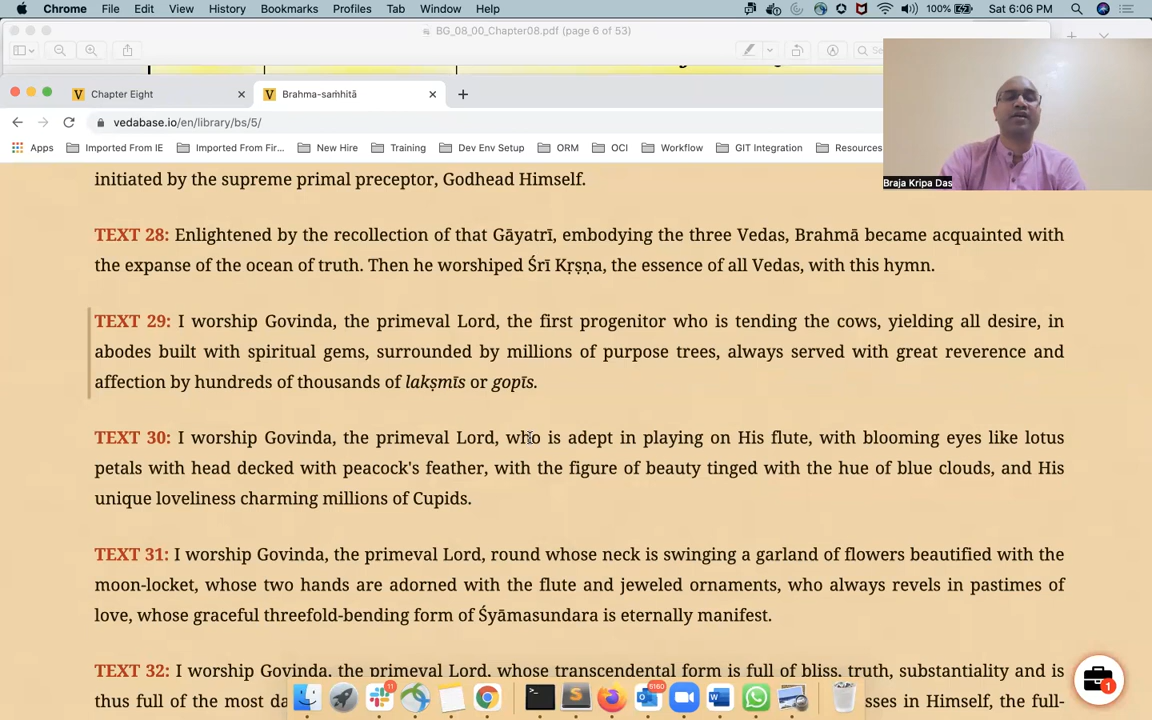 Chrome File Edit View History Bookmarks Profiles Tab Window Help 100% Sat 6:06 PM
BG_08_00_Chapter08.pdf (page 6 of 53)
Chapter Eight Brahma-saṁhitā
vedabase.io/en/library/bs/5/
Apps Imported From IE Imported From Fir... New Hire Training Dev Env Setup ORM OCI Workflow GIT Integration Resources
Braja Kripa Das
initiated by the supreme primal preceptor, Godhead Himself.
TEXT 28: Enlightened by the recollection of that Gāyatrī, embodying the three Vedas, Brahmā became acquainted with
the expanse of the ocean of truth. Then he worshiped Śrī Kṛṣṇa, the essence of all Vedas, with this hymn.
TEXT 29: I worship Govinda, the primeval Lord, the first progenitor who is tending the cows, yielding all desire, in
abodes built with spiritual gems, surrounded by millions of purpose trees, always served with great reverence and
affection by hundreds of thousands of lakṣmīs or gopīs.
TEXT 30: I worship Govinda, the primeval Lord, who is adept in playing on His flute, with blooming eyes like lotus
petals with head decked with peacock's feather, with the figure of beauty tinged with the hue of blue clouds, and His
unique loveliness charming millions of Cupids.
TEXT 31: I worship Govinda, the primeval Lord, round whose neck is swinging a garland of flowers beautified with the
moon-locket, whose two hands are adorned with the flute and jeweled ornaments, who always revels in pastimes of
love, whose graceful threefold-bending form of Śyāmasundara is eternally manifest.
TEXT 32: I worship Govinda, the primeval Lord, whose transcendental form is full of bliss, truth, substantiality and is
thus full of the most sses in Himself, the full-
11
6160
1